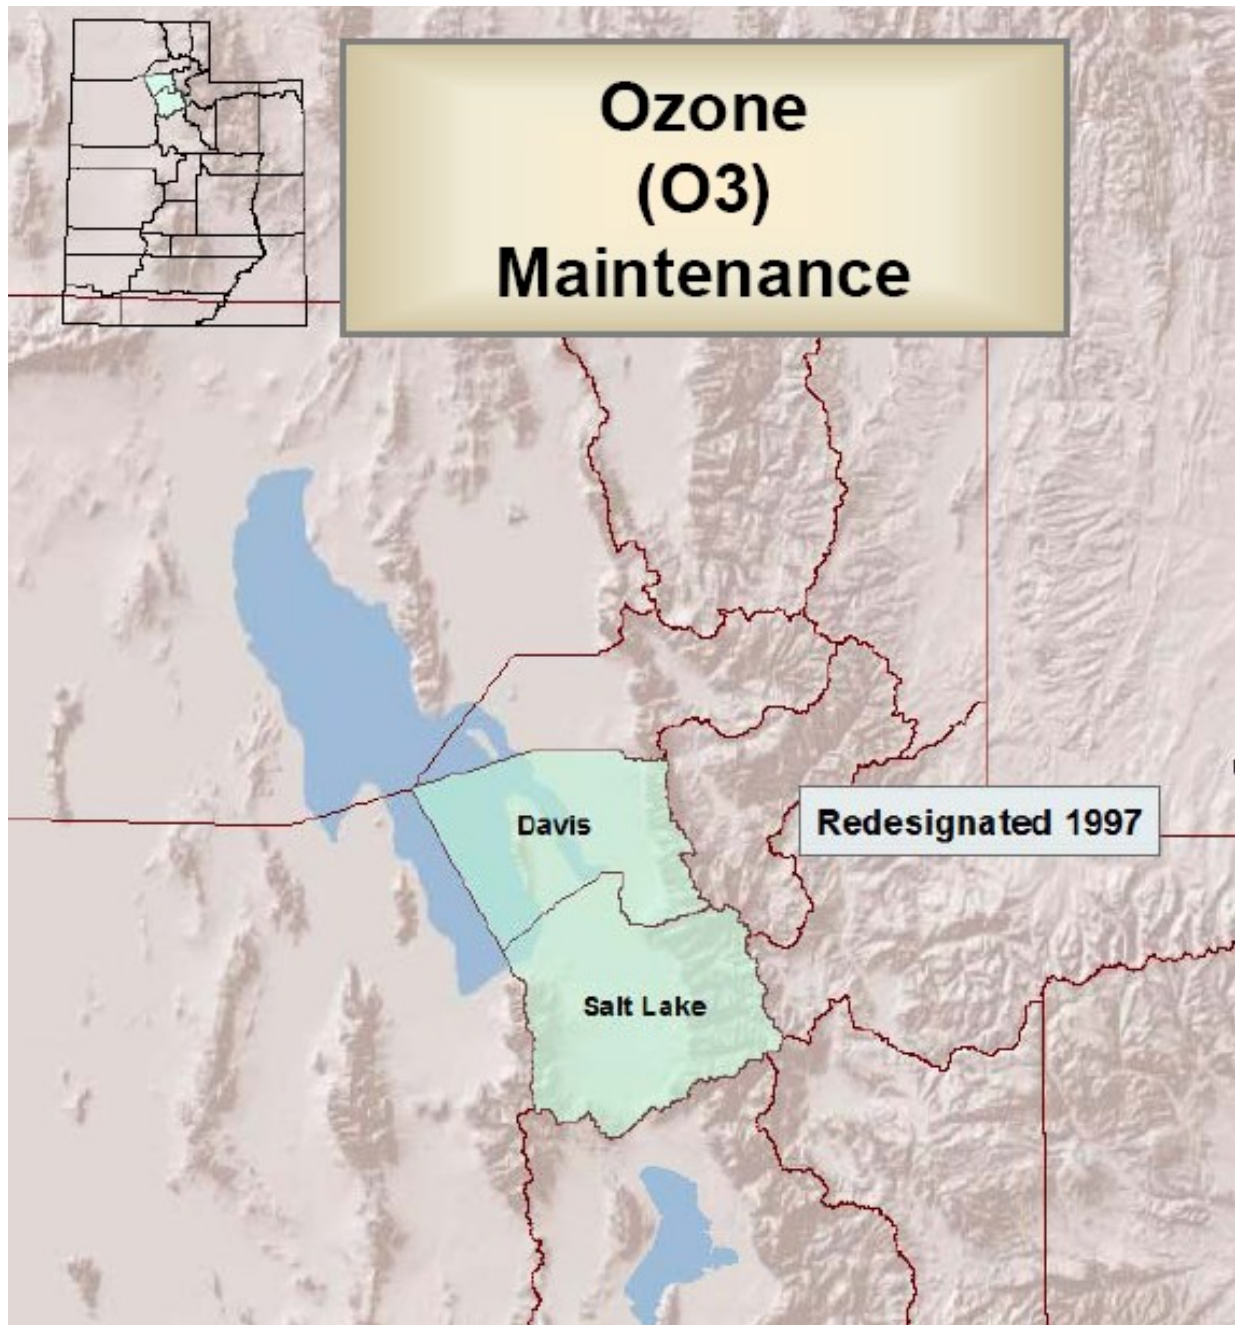 Ozone
(O3)
Maintenance
Davis
Redesignated 1997
Salt Lake